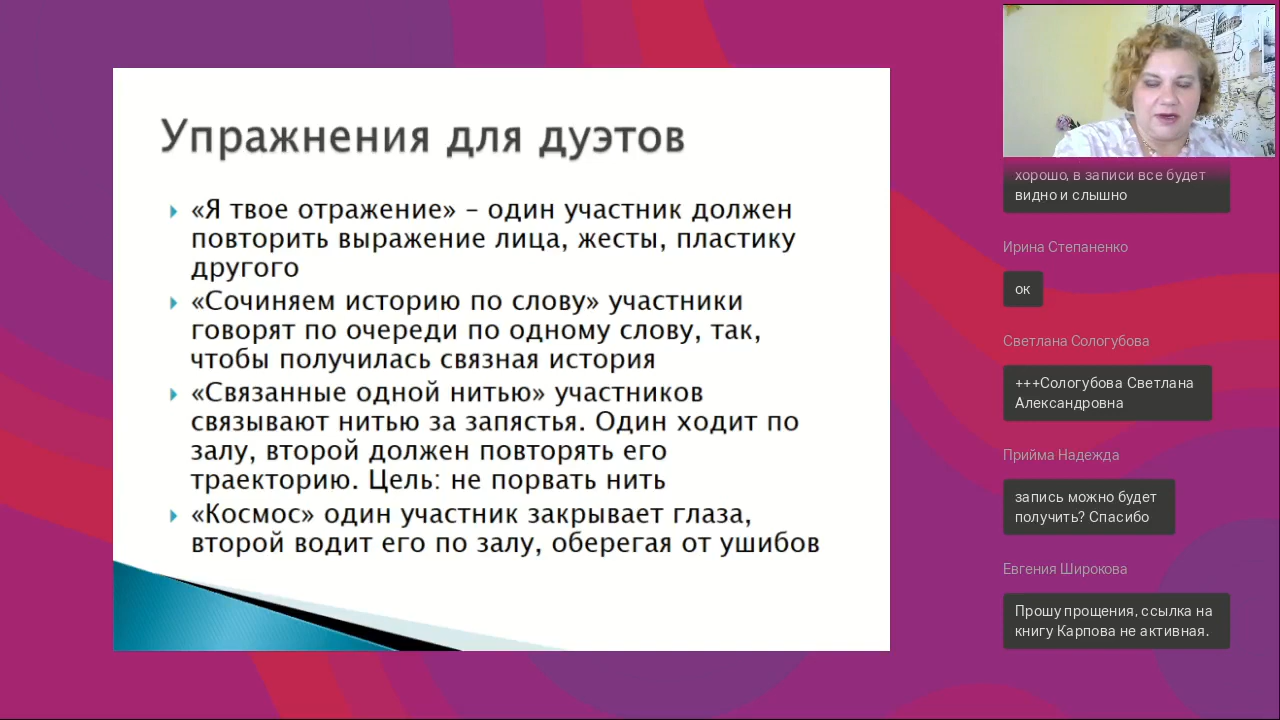 Упражнения для дуэтов
«Я твое отражение» – один участник должен
повторить выражение лица, жесты, пластику
другого
«Сочиняем историю по слову» участники
говорят по очереди по одному слову, так,
чтобы получилась связная история
«Связанные одной нитью» участников
связывают нитью за запястья. Один ходит по
залу, второй должен повторять его
траекторию. Цель: не порвать нить
«Космос» один участник закрывает глаза,
второй водит его по залу, оберегая от ушибов
хорошо, в записи все будет
видно и слышно
Ирина Степаненко
ок
Светлана Сологубова
+++Сологубова Светлана
Александровна
Прийма Надежда
запись можно будет
получить? Спасибо
Евгения Широкова
Прошу прощения, ссылка на
книгу Карпова не активная.